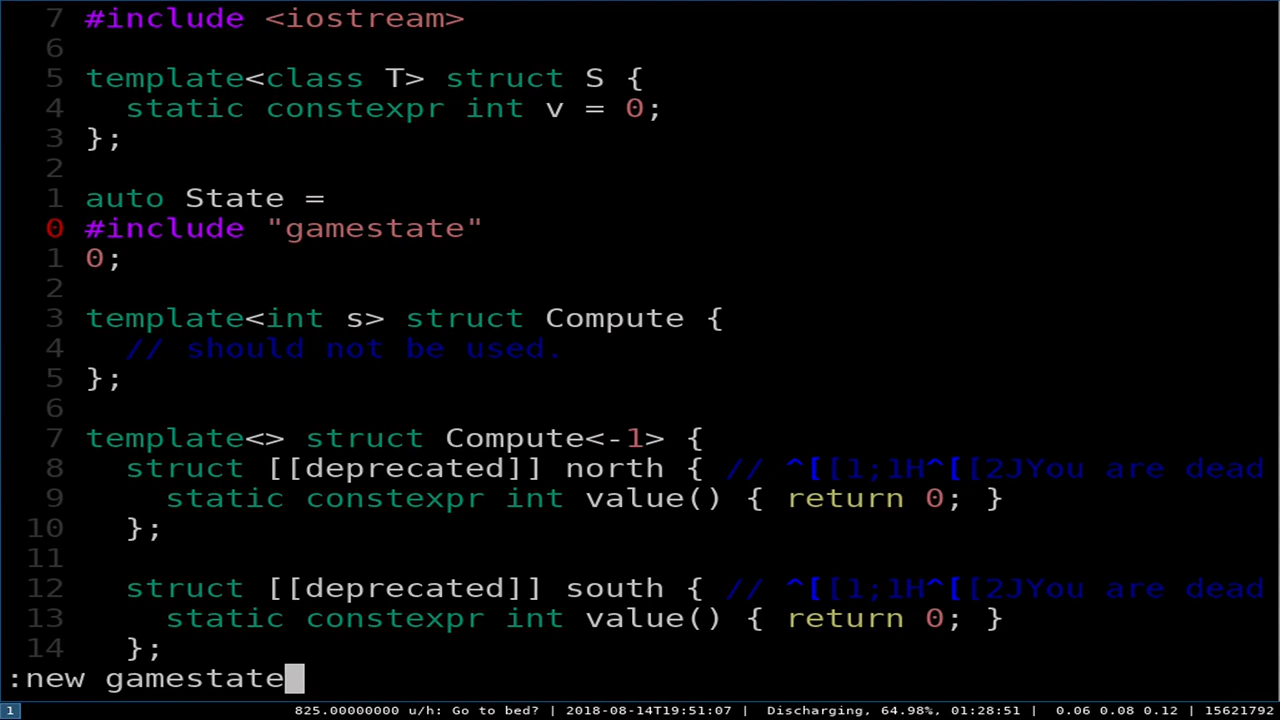 7 #include <iostream>
6
5 template<class T> struct S {
4   static constexpr int v = 0;
3 };
2
1 auto State =
0 #include "gamestate"
1 0;
2
3 template<int s> struct Compute {
4   // should not be used.
5 };
6
7 template<> struct Compute<-1> {
8   struct [[deprecated]] north { // ^[[1;1H^[[2JYou are dead
9     static constexpr int value() { return 0; }
10   };
11
12   struct [[deprecated]] south { // ^[[1;1H^[[2JYou are dead
13     static constexpr int value() { return 0; }
14   };
:new gamestate
1 825.00000000 u/h: Go to bed? | 2018-08-14T19:51:07 | Discharging, 64.98%, 01:28:51 | 0.06 0.08 0.12 | 15621792